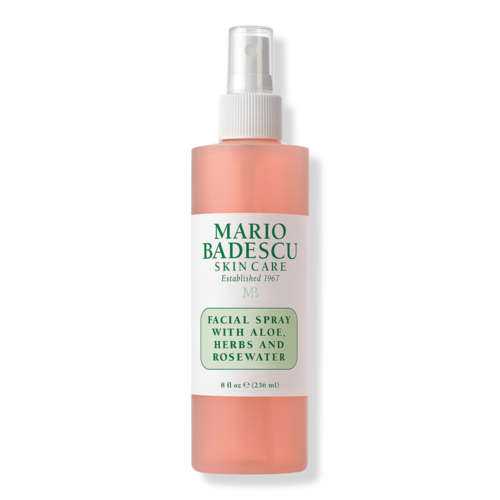 MARIO
BADESCU
SKIN CARE
Established 1967
MB
FACIAL SPRAY
WITH ALOE,
HERBS AND
ROSEWATER
8 fl oz ℮ (236 ml)